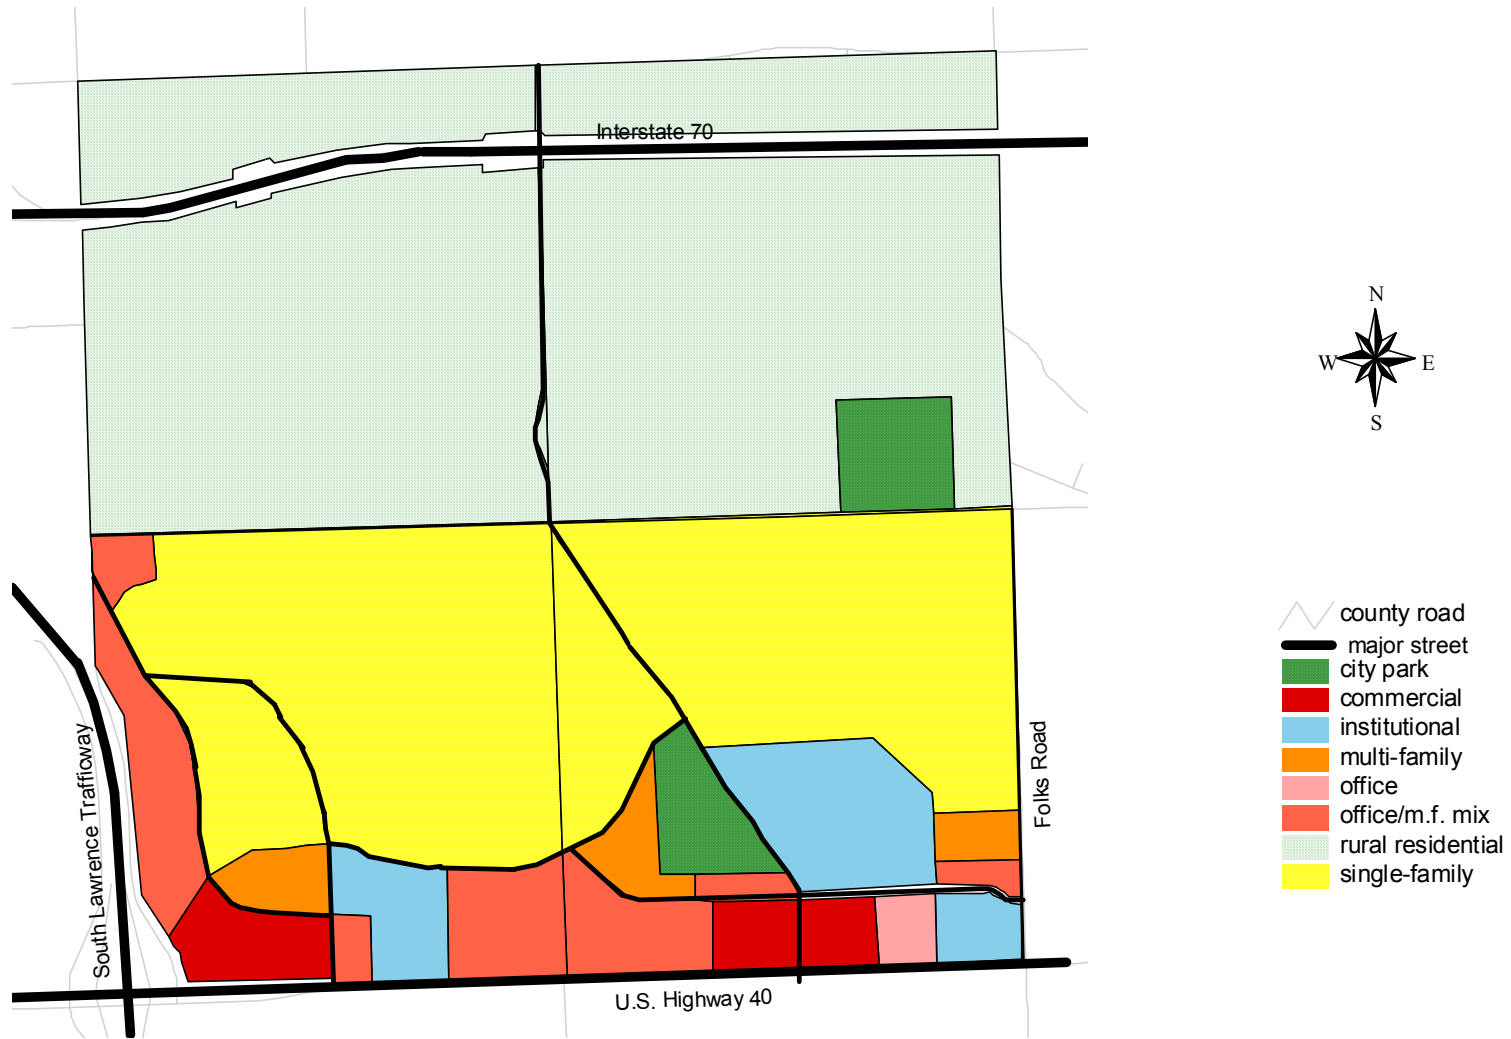 Interstate 70
N
W
E
S
county road
major street
city park
commercial
institutional
multi-family
office
office/m.f. mix
rural residential
single-family
South Lawrence Trafficway
Folks Road
U.S. Highway 40